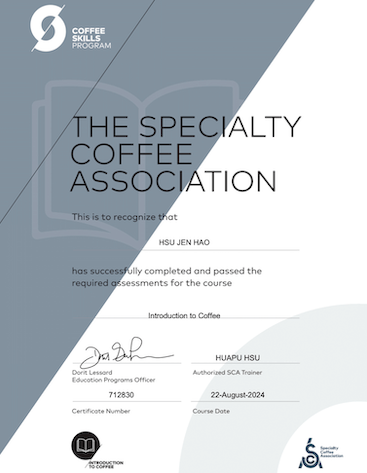 COFFEE
SKILLS
PROGRAM
THE SPECIALTY
COFFEE
ASSOCIATION
This is to recognize that
HSU JEN HAO
has successfully completed and passed the
required assessments for the course
Introduction to Coffee
HUAPU HSU
Dorit Lessard
Authorized SCA Trainer
Education Programs Officer
712830
22-August-2024
Certificate Number
Course Date
INTRODUCTION
TO COFFEE
Specialty
Coffee
Association